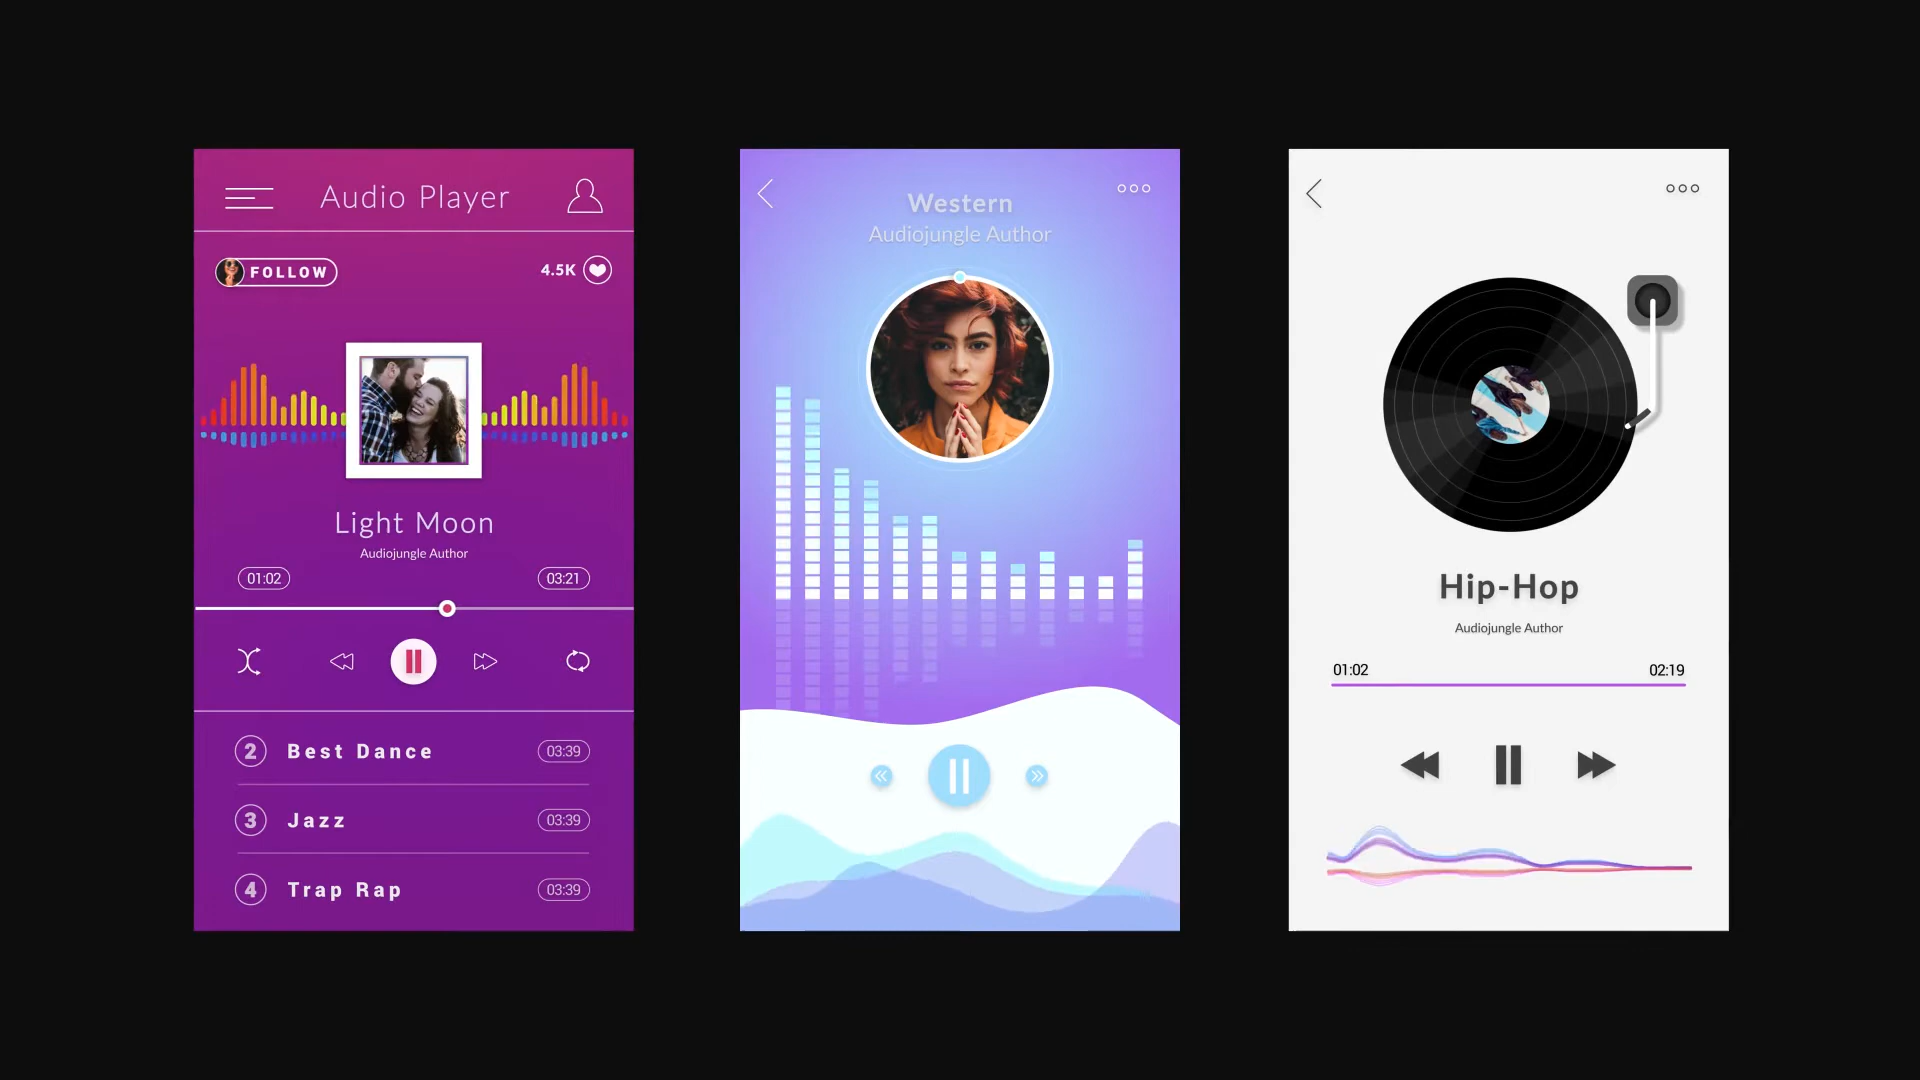 Audio Player
FOLLOW
4.5K
Light Moon
Audiojungle Author
01:02
03:21
2 Best Dance 03:39
3 Jazz 03:39
4 Trap Rap 03:39
Western
Audiojungle Author
Hip-Hop
Audiojungle Author
01:02
02:19